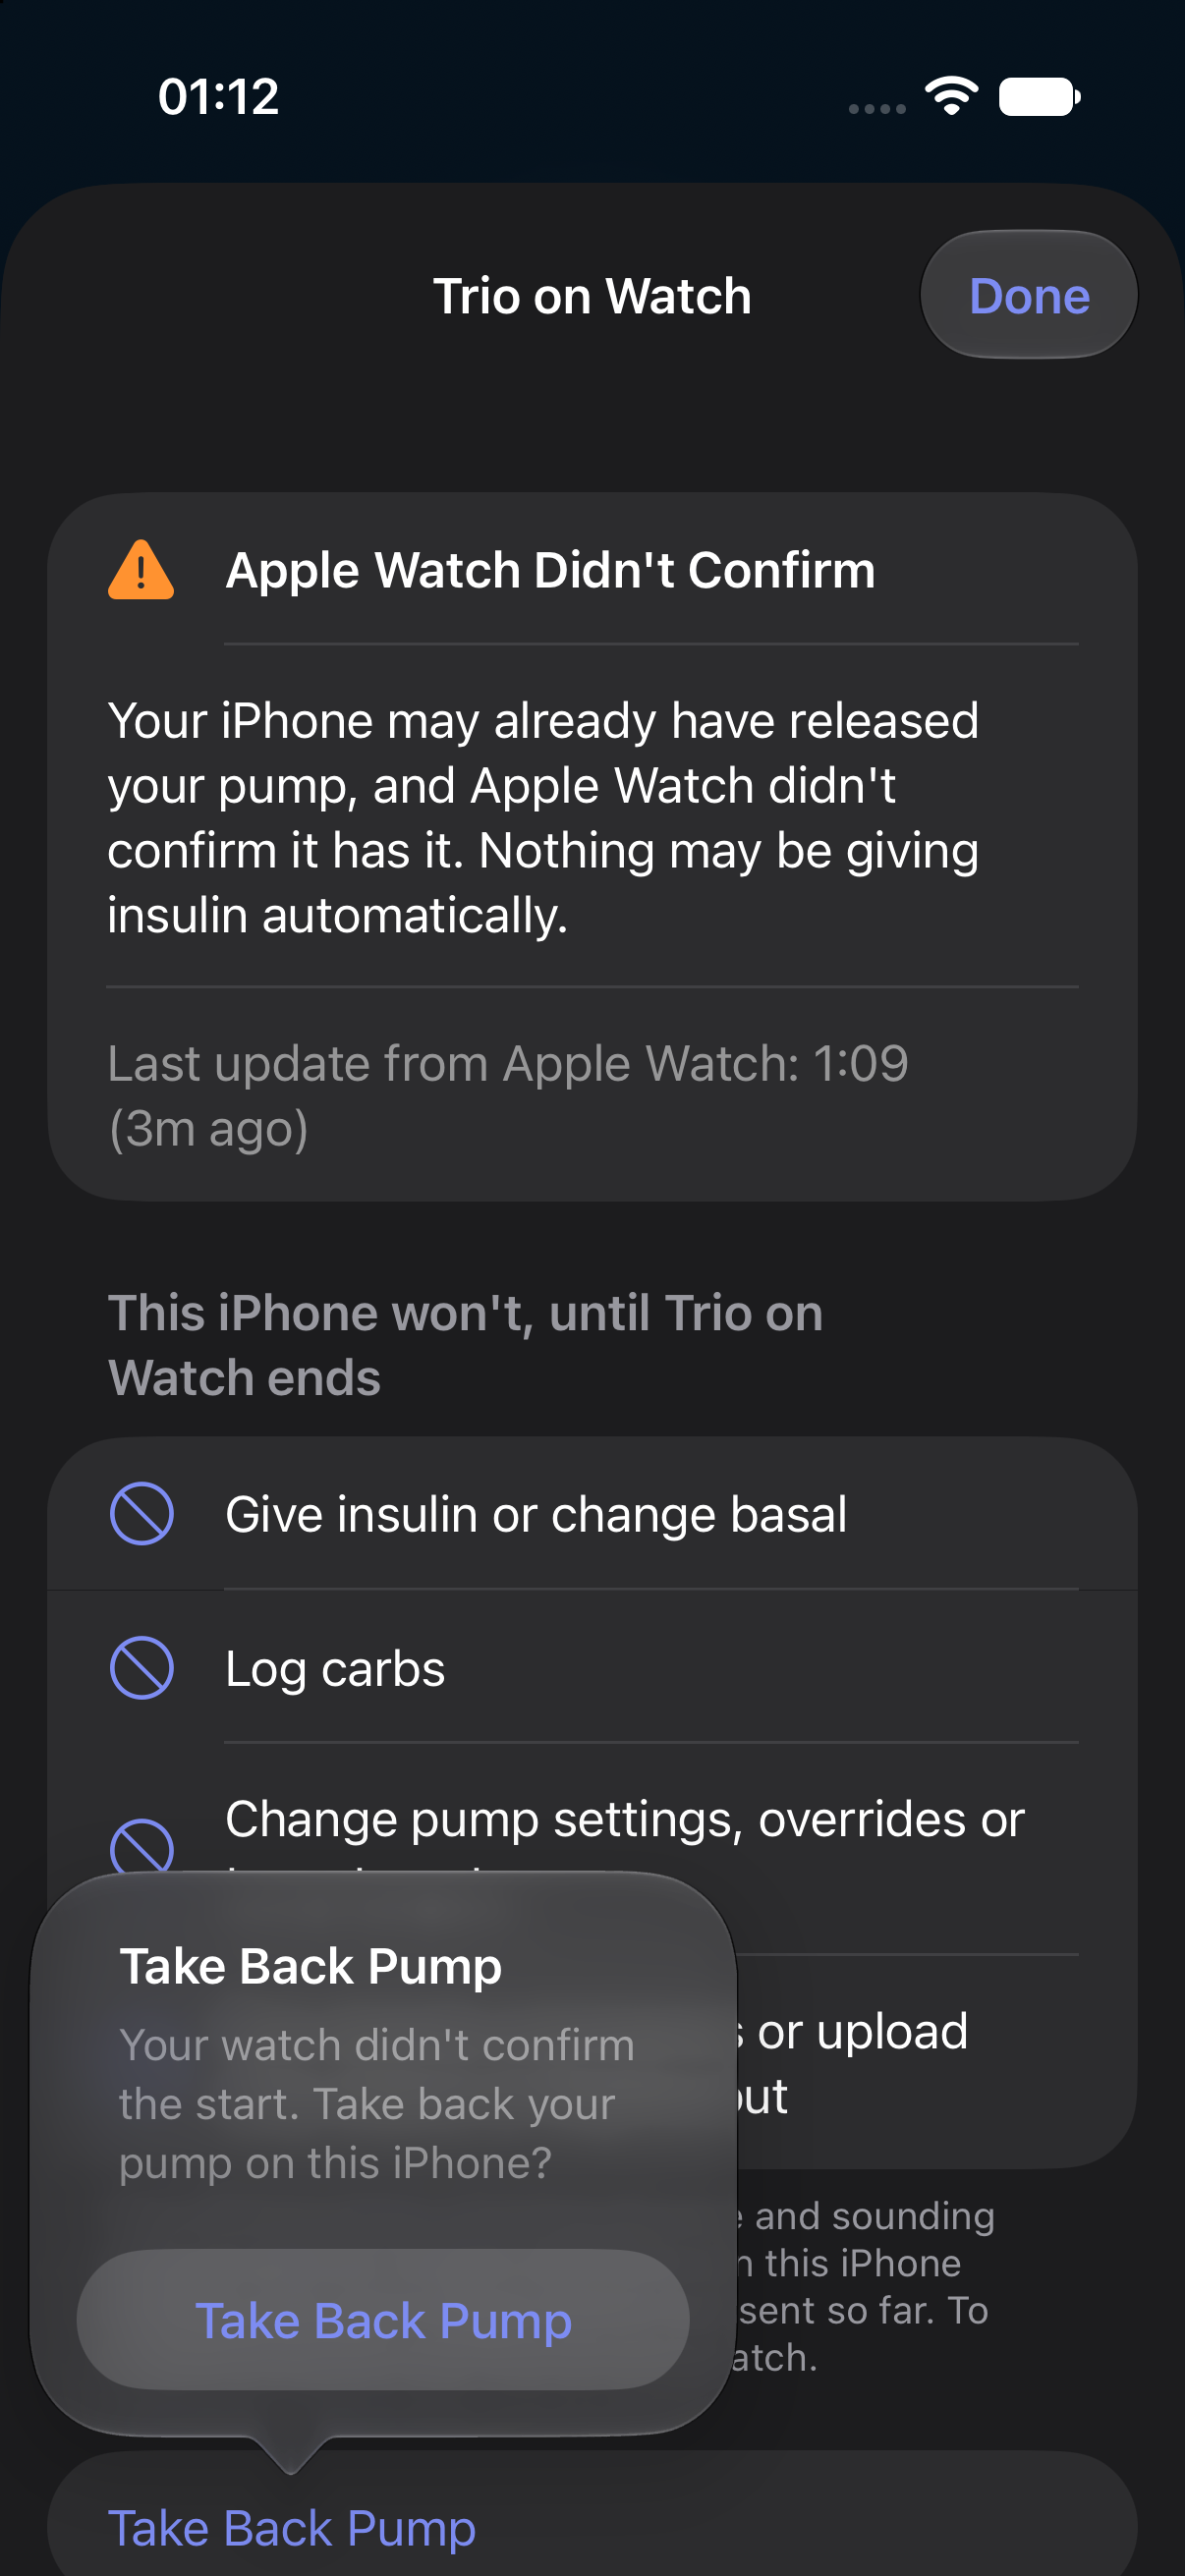 01:12
Trio on Watch
Done
Apple Watch Didn't Confirm
Your iPhone may already have released
your pump, and Apple Watch didn't
confirm it has it. Nothing may be giving
insulin automatically.
Last update from Apple Watch: 1:09
(3m ago)
This iPhone won't, until Trio on
Watch ends
Give insulin or change basal
Log carbs
Change pump settings, overrides or
or upload
Take Back Pump
Your watch didn't confirm
the start. Take back your
pump on this iPhone?
Take Back Pump
and sounding
this iPhone
sent so far. To
Take Back Pump